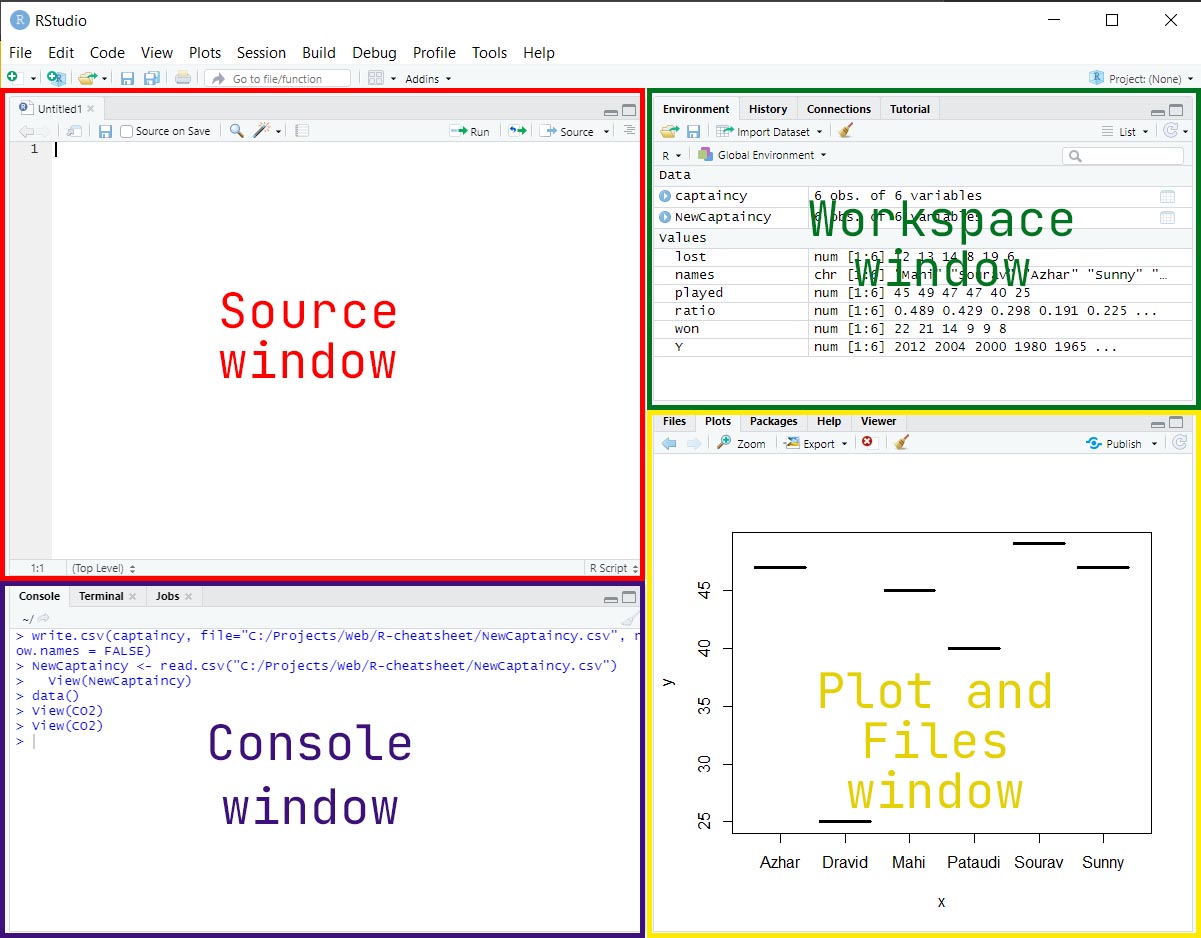 RStudio
File Edit Code View Plots Session Build Debug Profile Tools Help
Go to file/function Addins Project: (None)
Untitled1
Source on Save Run Source
1
Source
window
1:1 (Top Level) R Script
Console Terminal Jobs
~/
> write.csv(captaincy, file="C:/Projects/Web/R-cheatsheet/NewCaptaincy.csv", r
ow.names = FALSE)
> NewCaptaincy <- read.csv("C:/Projects/Web/R-cheatsheet/NewCaptaincy.csv")
>   View(NewCaptaincy)
> data()
> View(CO2)
> View(CO2)
>
Console
window
Environment History Connections Tutorial
Import Dataset List
R Global Environment
Data
captaincy 6 obs. of 6 variables
NewCaptaincy 6 obs. of 6 variables
Values
lost num [1:6] 12 13 14 8 19 6
names chr [1:6] "Mahi" "Sourav" "Azhar" "Sunny" "…
played num [1:6] 45 49 47 47 40 25
ratio num [1:6] 0.489 0.429 0.298 0.191 0.225 ...
won num [1:6] 22 21 14 9 9 8
Y num [1:6] 2012 2004 2000 1980 1965 ...
Workspace
window
Files Plots Packages Help Viewer
Zoom Export Publish
y
45
40
35
30
25
Azhar Dravid Mahi Pataudi Sourav Sunny
x
Plot and
Files
window